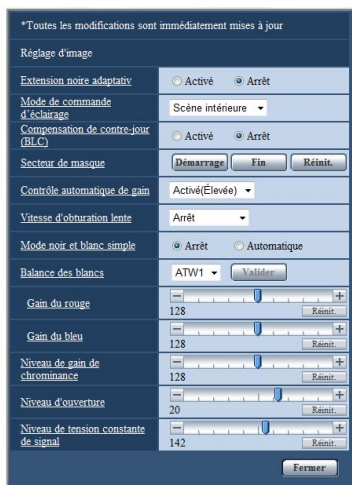 *Toutes les modifications sont immédiatement mises à jour
Réglage d'image
Extension noire adaptativ
Activé Arrêt
Mode de commande
d'éclairage
Scène intérieure
Compensation de contre-jour
(BLC)
Activé Arrêt
Secteur de masque
Démarrage Fin Réinit.
Contrôle automatique de gain
Activé(Élevée)
Vitesse d'obturation lente
Arrêt
Mode noir et blanc simple
Arrêt Automatique
Balance des blancs
ATW1 Valider
Gain du rouge
128 Réinit.
Gain du bleu
128 Réinit.
Niveau de gain de
chrominance
128 Réinit.
Niveau d'ouverture
20 Réinit.
Niveau de tension constante
de signal
142 Réinit.
Fermer